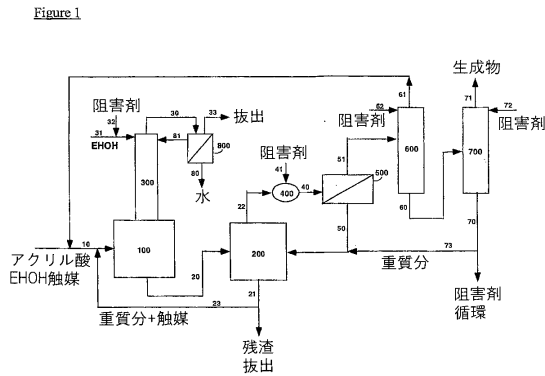 Figure 1
生成物
61
71
阻害剤
30
33
抜出
62
72
32
阻害剤
阻害剤
31
81
EHOH
阻害剤
51
600
700
800
41
500
80
水
300
22
400
40
60
10
50
70
アクリル酸
100
200
73
EHOH触媒
20
重質分
21
23
重質分+触媒
阻害剤
循環
残渣
抜出